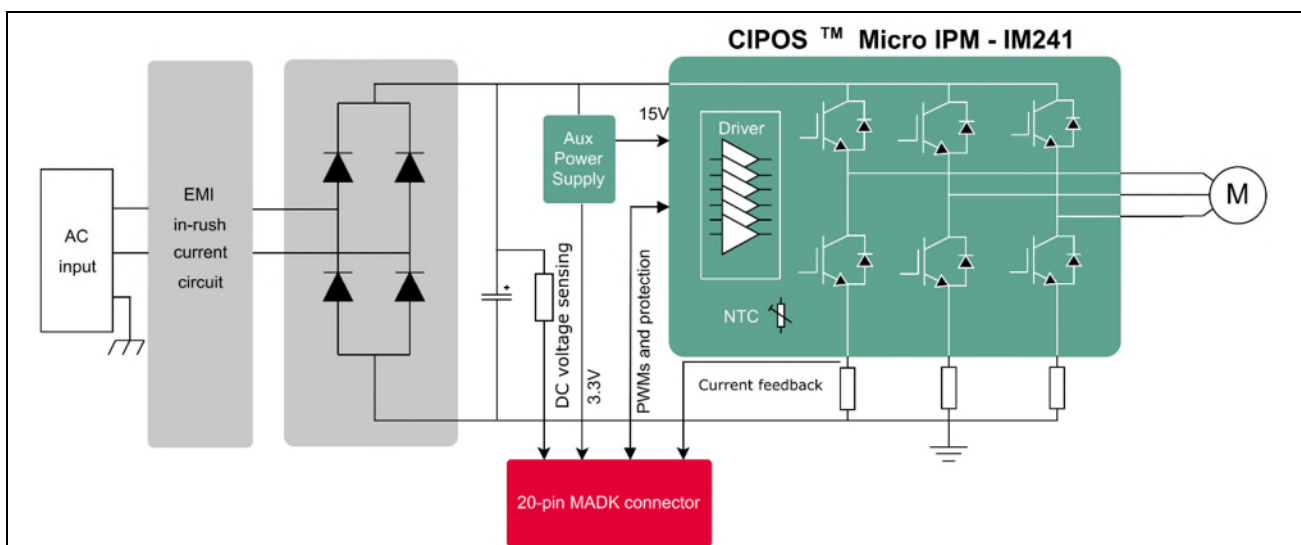 CIPOS ™ Micro IPM - IM241
AC
input
EMI
in-rush
current
circuit
+
Aux
Power
Supply
15V
Driver
NTC
M
DC voltage sensing
3.3V
PWMs and protection
Current feedback
20-pin MADK connector